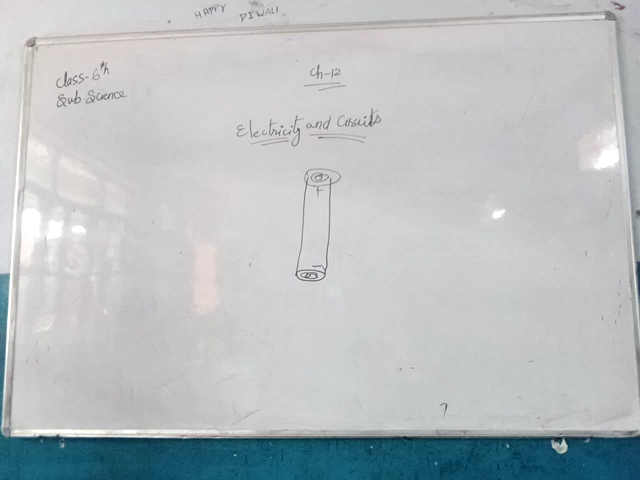 HAPPY DIWALI
Class-6th
Sub Science
Ch-12
Electricity and Circuits
+
-